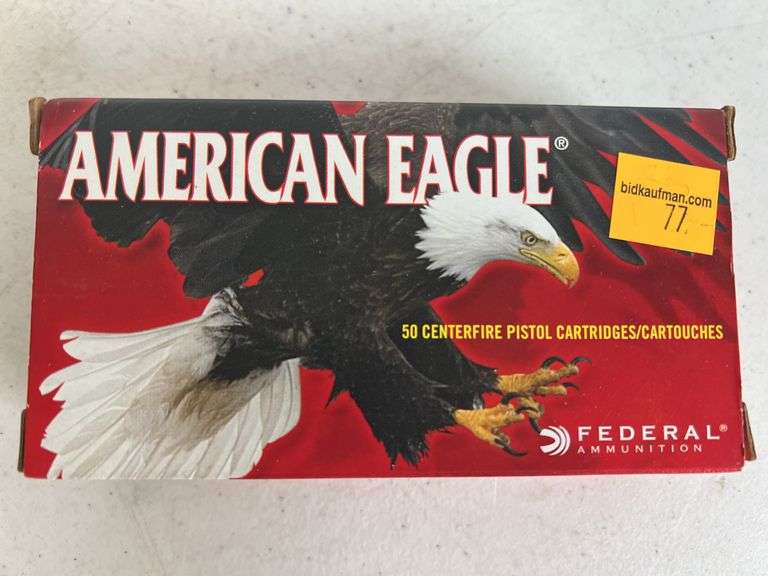 AMERICAN EAGLE®
bidkaufman.com
77
50 CENTERFIRE PISTOL CARTRIDGES/CARTOUCHES
FEDERAL®
AMMUNITION